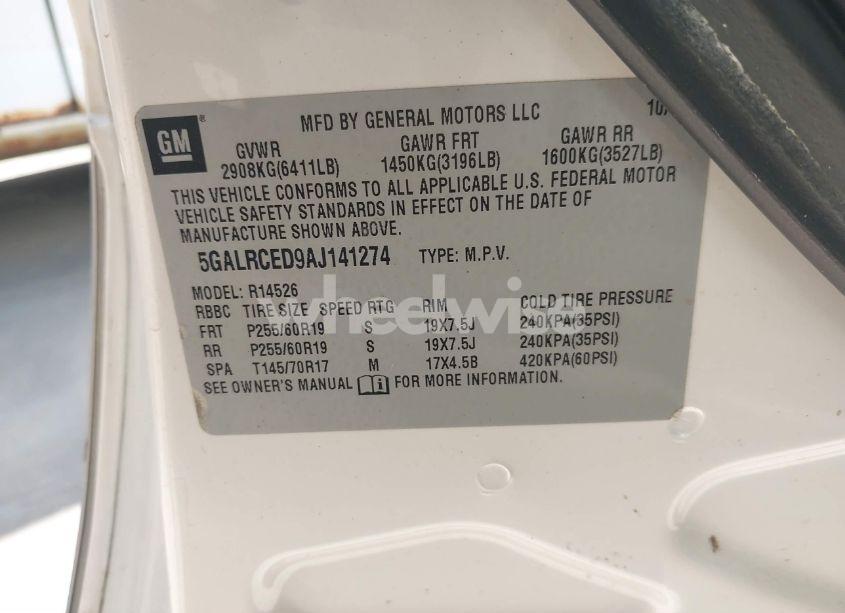 MFD BY GENERAL MOTORS LLC 10/
GM ®
GVWR GAWR FRT GAWR RR
2908KG(6411LB) 1450KG(3196LB) 1600KG(3527LB)
THIS VEHICLE CONFORMS TO ALL APPLICABLE U.S. FEDERAL MOTOR
VEHICLE SAFETY STANDARDS IN EFFECT ON THE DATE OF
MANUFACTURE SHOWN ABOVE.
5GALRCED9AJ141274 TYPE: M.P.V.
MODEL: R14526
RBBC TIRE SIZE SPEED RTG RIM COLD TIRE PRESSURE
FRT P255/60R19 S 19X7.5J 240KPA(35PSI)
RR P255/60R19 S 19X7.5J 240KPA(35PSI)
SPA T145/70R17 M 17X4.5B 420KPA(60PSI)
SEE OWNER'S MANUAL i FOR MORE INFORMATION.
wheelwise